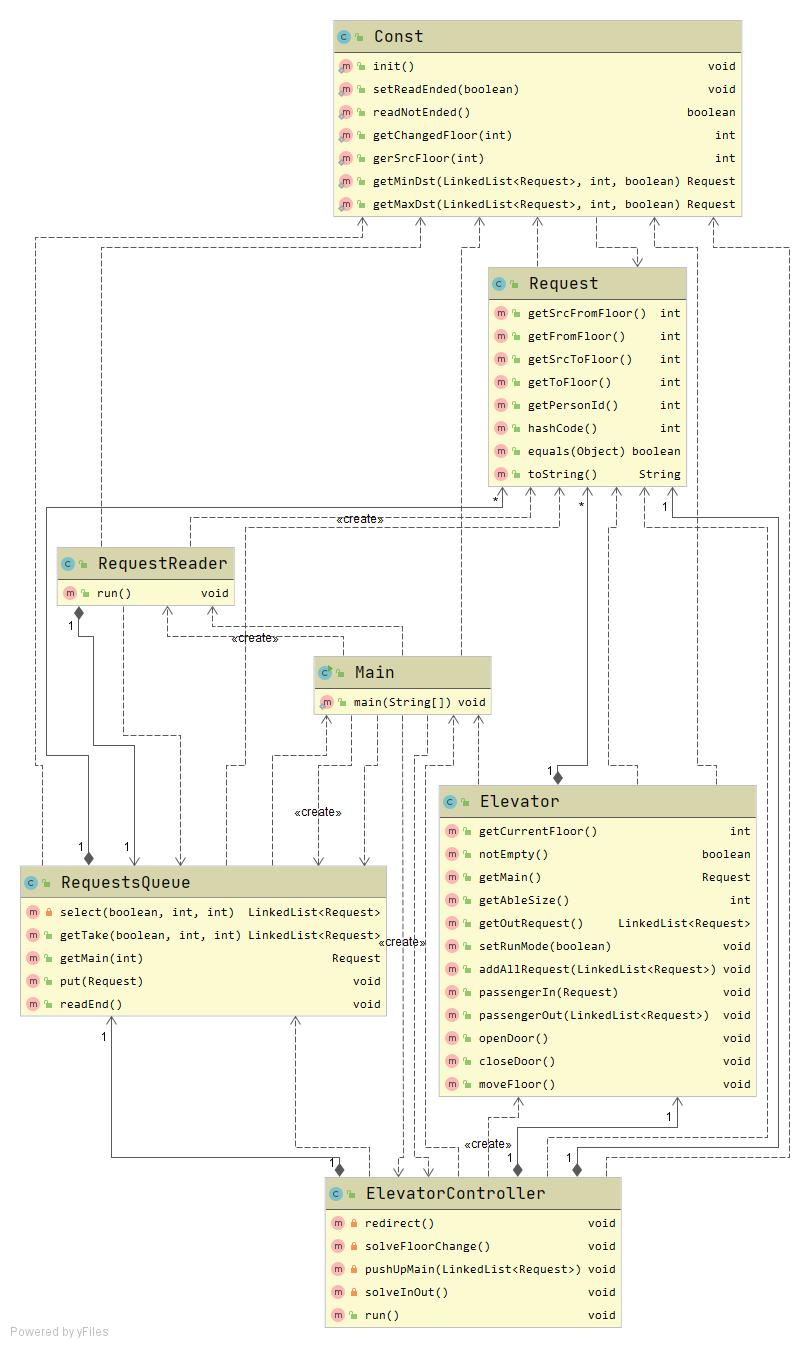 Const
init() void
setReadEnded(boolean) void
readNotEnded() boolean
getChangedFloor(int) int
gerSrcFloor(int) int
getMinDst(LinkedList<Request>, int, boolean) Request
getMaxDst(LinkedList<Request>, int, boolean) Request
Request
getSrcFromFloor() int
getFromFloor() int
getSrcToFloor() int
getToFloor() int
getPersonId() int
hashCode() int
equals(Object) boolean
toString() String
* * 1
«create»
RequestReader
run() void
1
«create»
Main
main(String[]) void
1
«create»
Elevator
getCurrentFloor() int
notEmpty() boolean
getMain() Request
getAbleSize() int
getOutRequest() LinkedList<Request>
setRunMode(boolean) void
addAllRequest(LinkedList<Request>) void
passengerIn(Request) void
passengerOut(LinkedList<Request>) void
openDoor() void
closeDoor() void
moveFloor() void
1 1
RequestsQueue
select(boolean, int, int) LinkedList<Request>
getTake(boolean, int, int) LinkedList<Request>
getMain(int) Request
put(Request) void
readEnd() void
«create»
1
1
«create»
1 1 1
ElevatorController
redirect() void
solveFloorChange() void
pushUpMain(LinkedList<Request>) void
solveInOut() void
run() void
Powered by yFiles